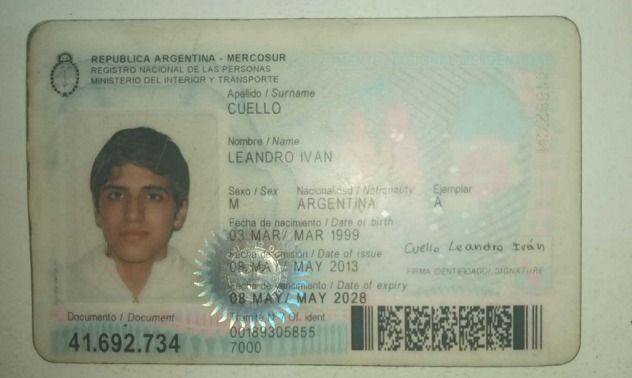 REPUBLICA ARGENTINA - MERCOSUR
REGISTRO NACIONAL DE LAS PERSONAS
MINISTERIO DEL INTERIOR Y TRANSPORTE
Apellido / Surname
CUELLO
Nombre / Name
LEANDRO IVAN
Sexo / Sex Nacionalidad / Nationality Ejemplar
M ARGENTINA A
Fecha de nacimiento / Date of birth
03 MAR/ MAR 1999
Fecha de emisión / Date of issue
08 MAY/ MAY 2013
Cuello Leandro Iván
FIRMA IDENTIFICADO/ SIGNATURE
Fecha de vencimiento / Date of expiry
08 MAY/ MAY 2028
Documento / Document
Trámite N° / Of. ident
41.692.734
00189305855
7000